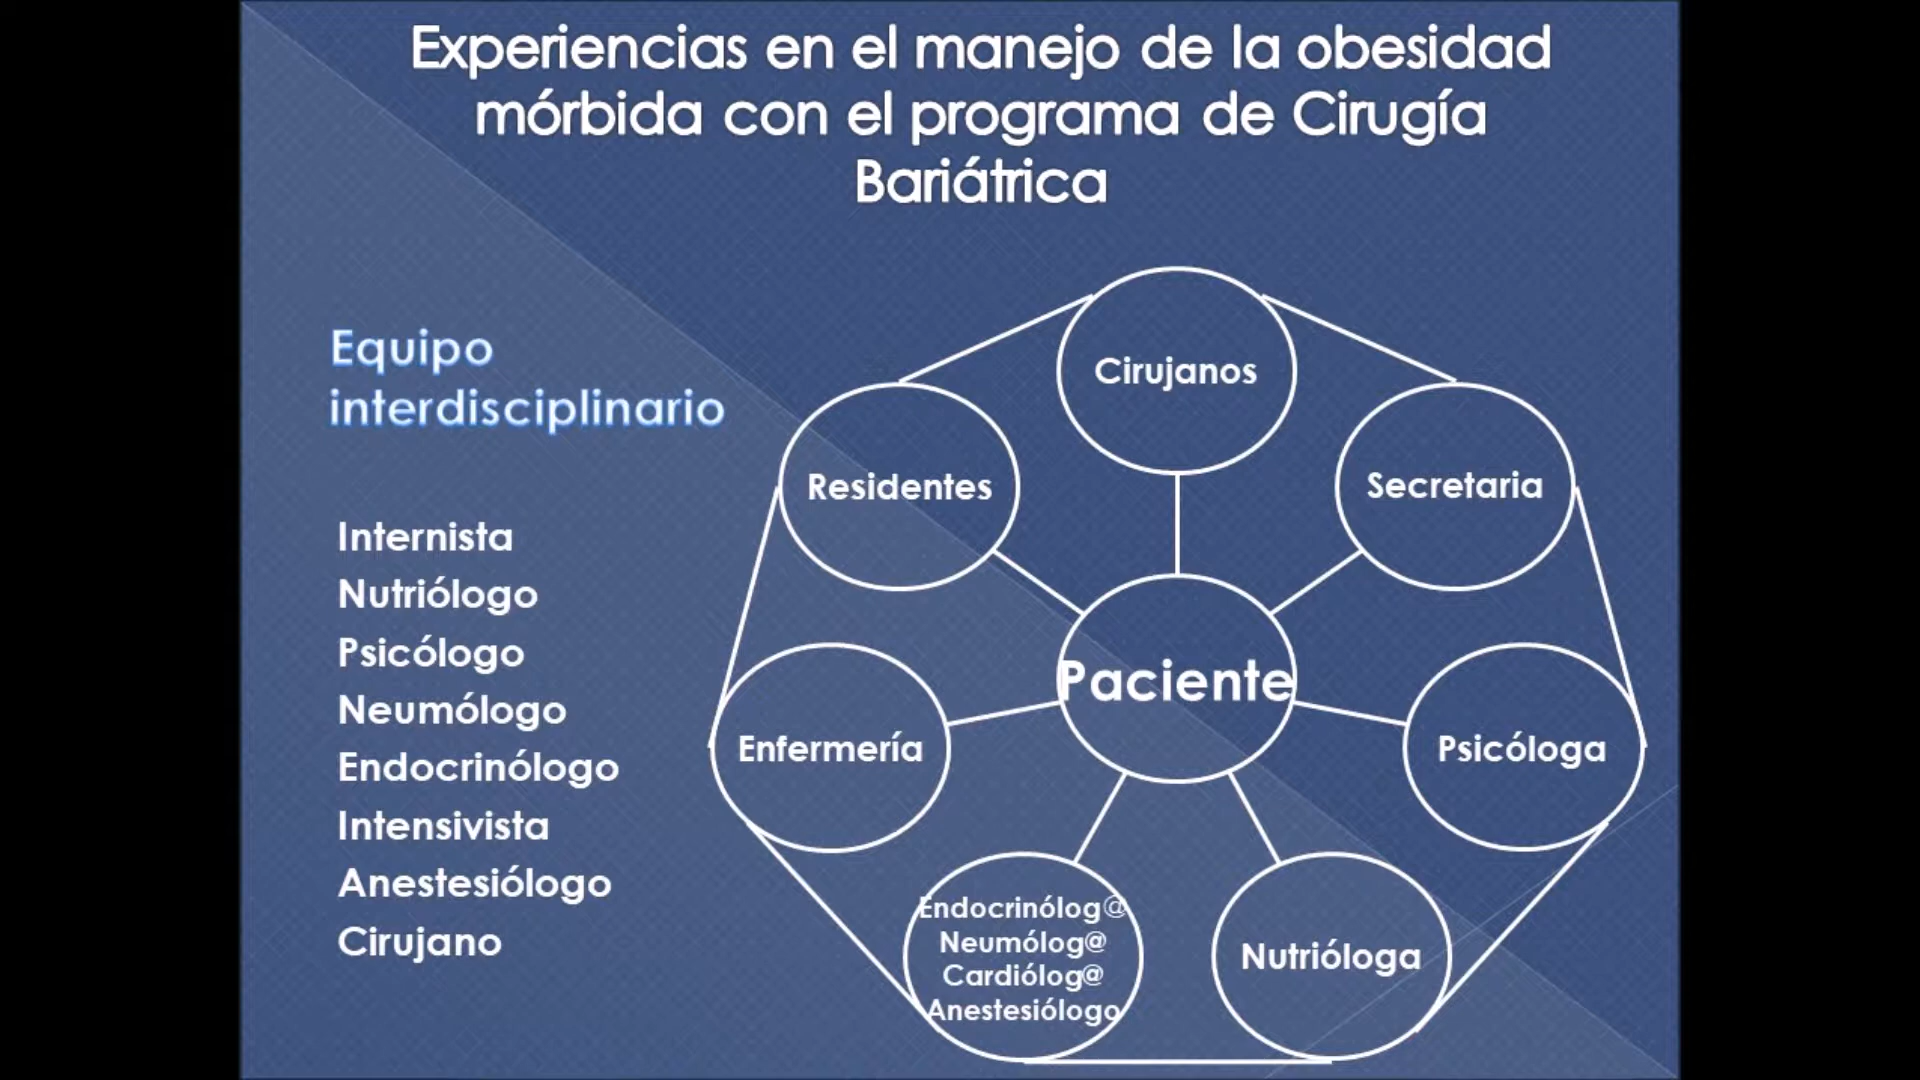 Experiencias en el manejo de la obesidad
mórbida con el programa de Cirugía
Bariátrica
Equipo
interdisciplinario
Internista
Nutriólogo
Psicólogo
Neumólogo
Endocrinólogo
Intensivista
Anestesiólogo
Cirujano
Cirujanos
Residentes
Secretaria
Paciente
Enfermería
Psicóloga
Endocrinólog@
Neumólog@
Cardiólog@
Anestesiólogo
Nutrióloga